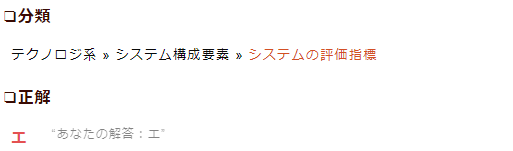 ❏分類
テクノロジ系 » システム構成要素 » システムの評価指標
❏正解
エ “あなたの解答：エ”